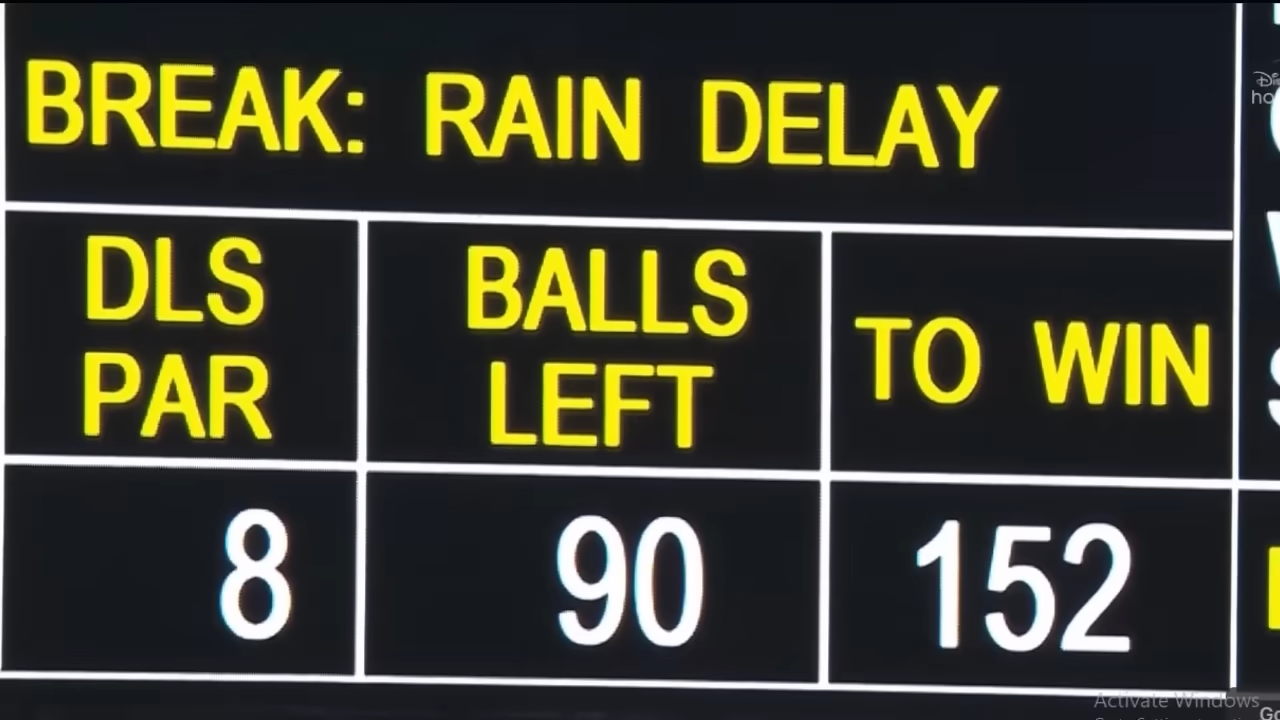 BREAK: RAIN DELAY
DLS
PAR
BALLS
LEFT
TO WIN
8
90
152
Activate Windows